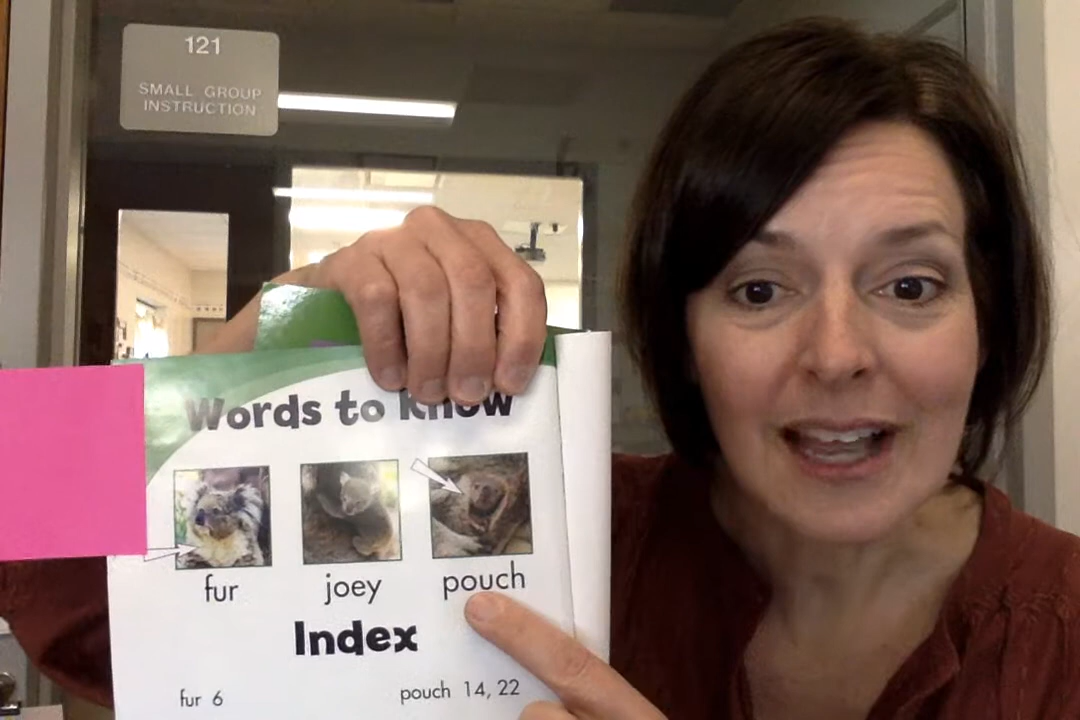 121
SMALL GROUP
INSTRUCTION
Words to Know
fur joey pouch
Index
fur 6 pouch 14, 22